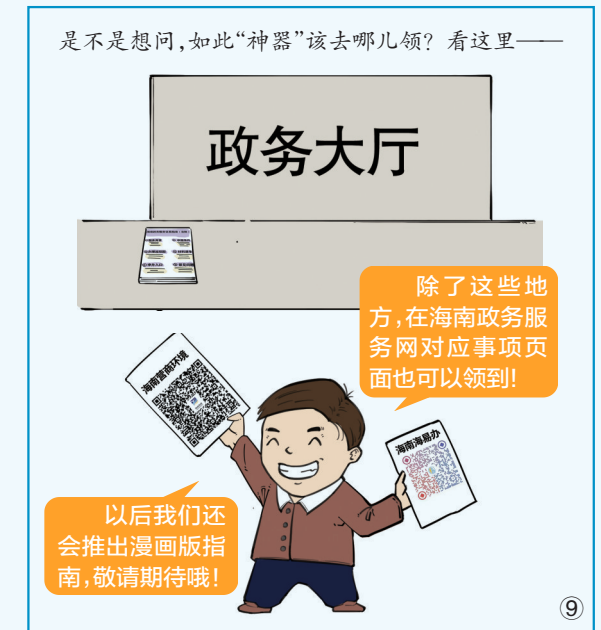 是不是想问,如此“神器”该去哪儿领？看这里——
政务大厅
除了这些地
方,在海南政务服
务网对应事项页
面也可以领到!
海南营商环境
海南海易办
以后我们还
会推出漫画版指
南,敬请期待哦!
⑨